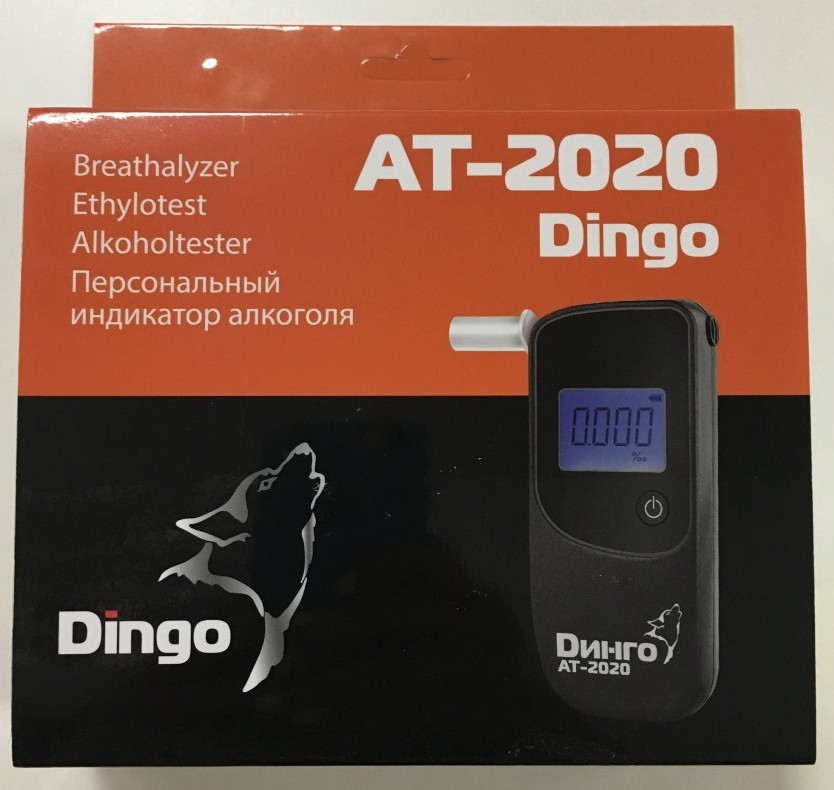 Breathalyzer
Ethylotest
Alkoholtester
Персональный
индикатор алкоголя
AT-2020
Dingo
0.000
‰
Dingo
Динго
AT-2020